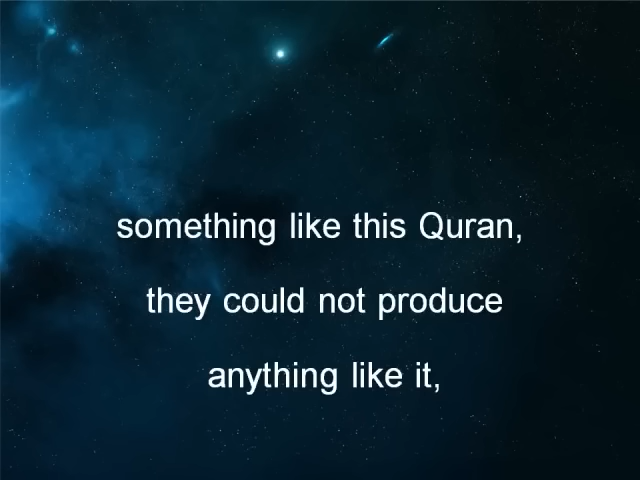 something like this Quran,
they could not produce
anything like it,